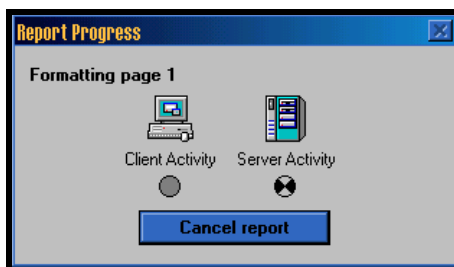 Report Progress
Formatting page 1
Client Activity Server Activity
Cancel report